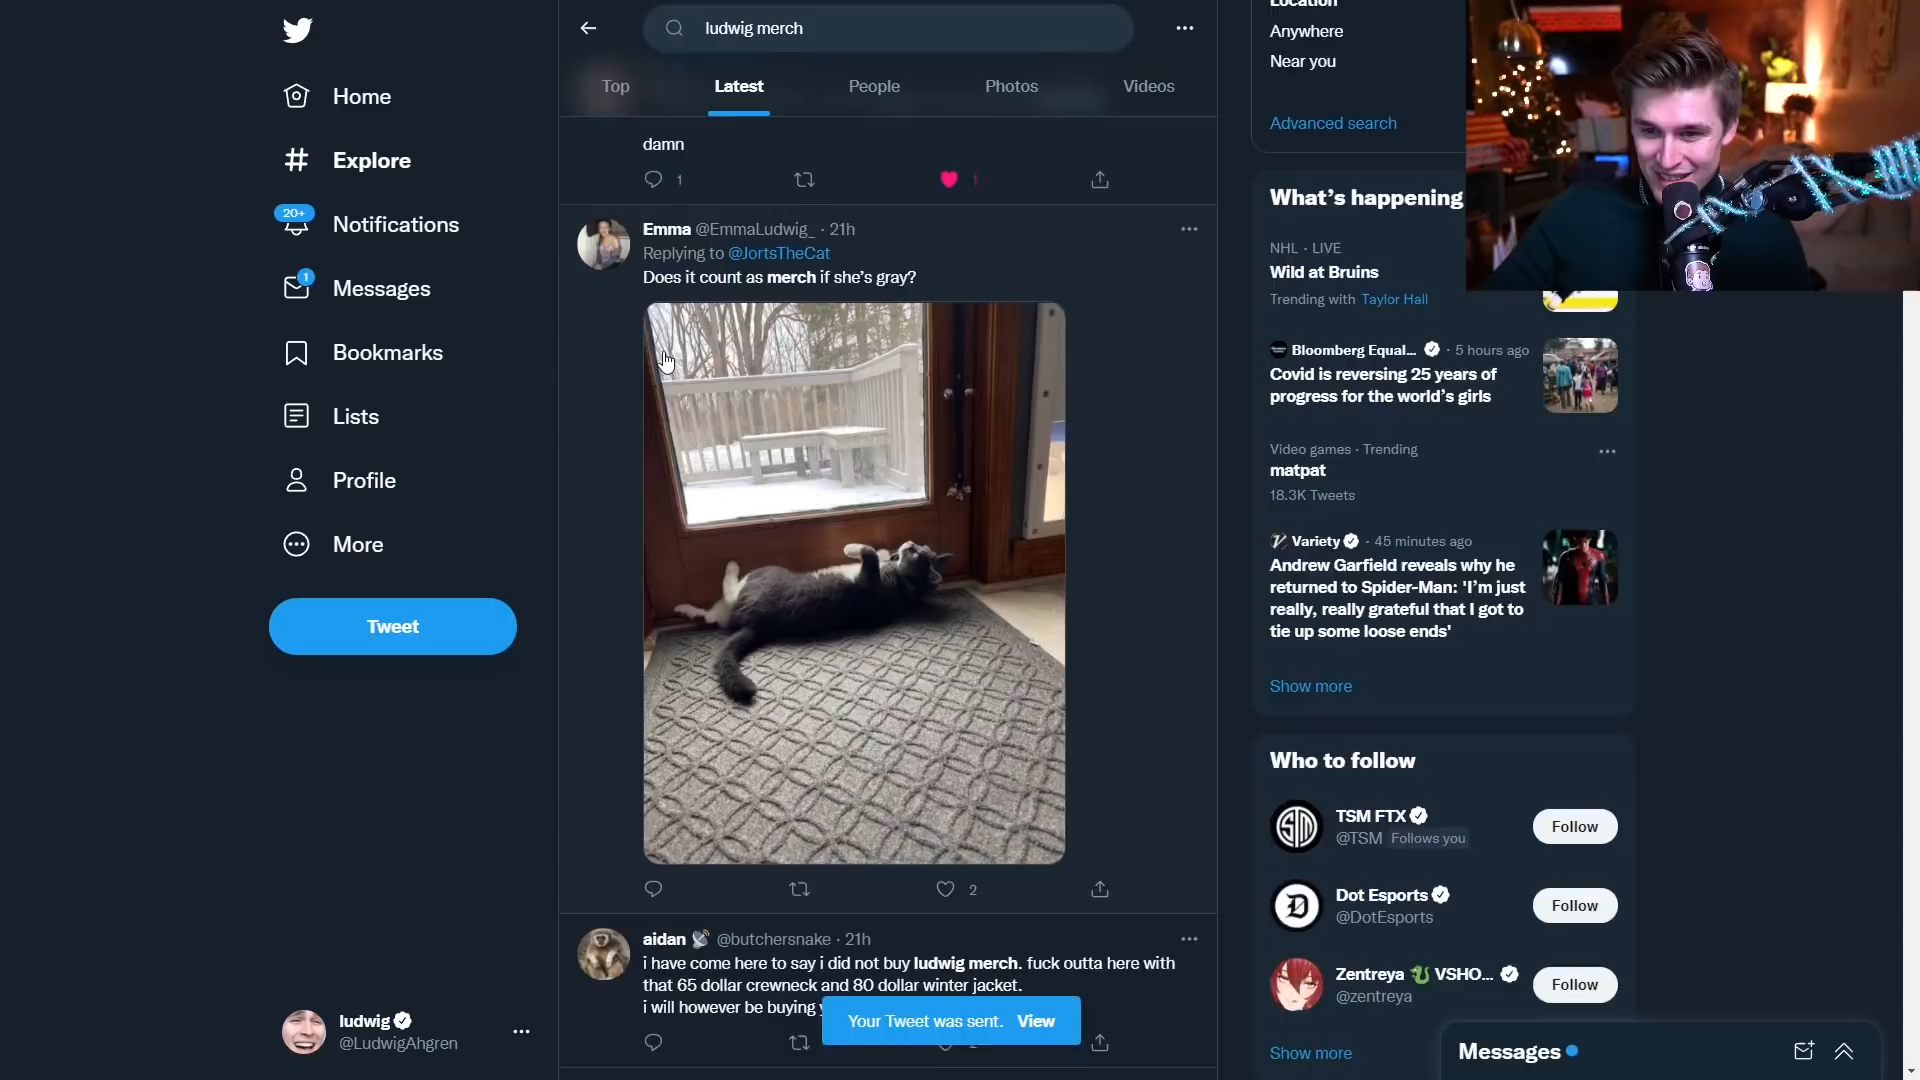 ludwig merch
Home
Explore
20+
Notifications
1
Messages
Bookmarks
Lists
Profile
More
Tweet
ludwig
@LudwigAhgren
Top
Latest
People
Photos
Videos
damn
1
1
Emma @EmmaLudwig_ · 21h
Replying to @JortsTheCat
Does it count as merch if she’s gray?
2
aidan @butchersnake · 21h
i have come here to say i did not buy ludwig merch. fuck outta here with
that 65 dollar crewneck and 80 dollar winter jacket.
i will however be buying
Your Tweet was sent. View
Location
Anywhere
Near you
Advanced search
What’s happening
NHL · LIVE
Wild at Bruins
Trending with Taylor Hall
Bloomberg Equal... · 5 hours ago
Covid is reversing 25 years of
progress for the world’s girls
Video games · Trending
matpat
18.3K Tweets
Variety · 45 minutes ago
Andrew Garfield reveals why he
returned to Spider-Man: 'I’m just
really, really grateful that I got to
tie up some loose ends'
Show more
Who to follow
TSM FTX
@TSM Follows you
Follow
Dot Esports
@DotEsports
Follow
Zentreya VSHO...
@zentreya
Follow
Show more
Messages